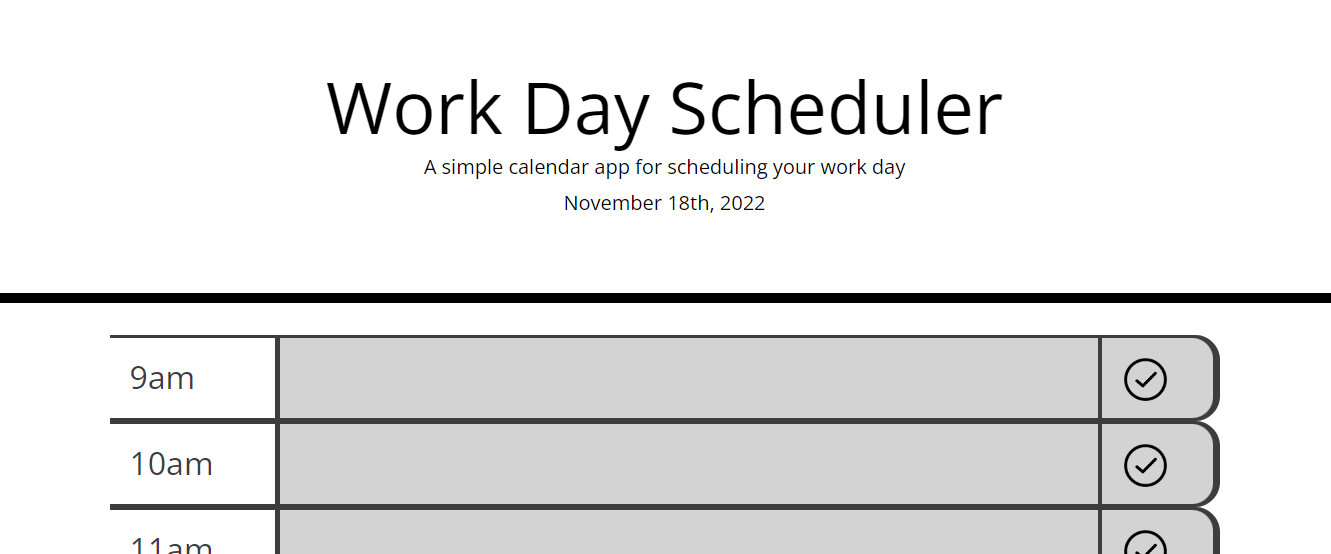 Work Day Scheduler
A simple calendar app for scheduling your work day
November 18th, 2022
9am
10am
11am